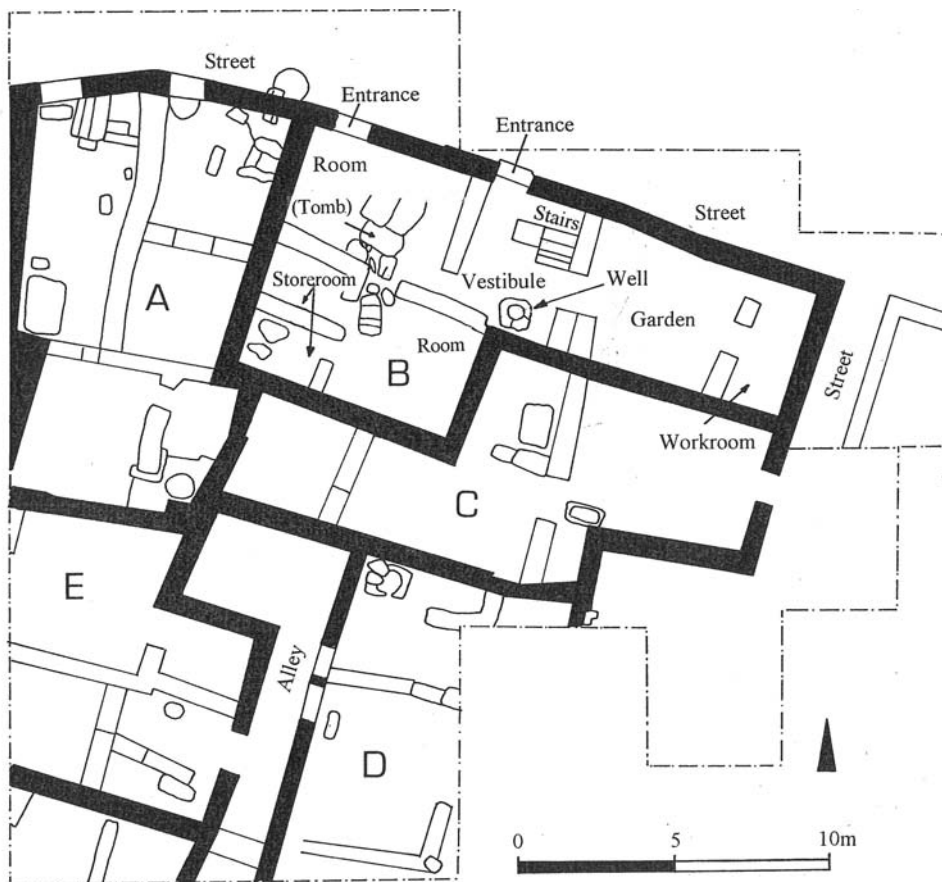 Street
Entrance
Entrance
Room
(Tomb)
Stairs
Street
Storeroom
Vestibule
Well
A
Garden
Street
B
Room
Workroom
C
E
Alley
D
0 5 10m